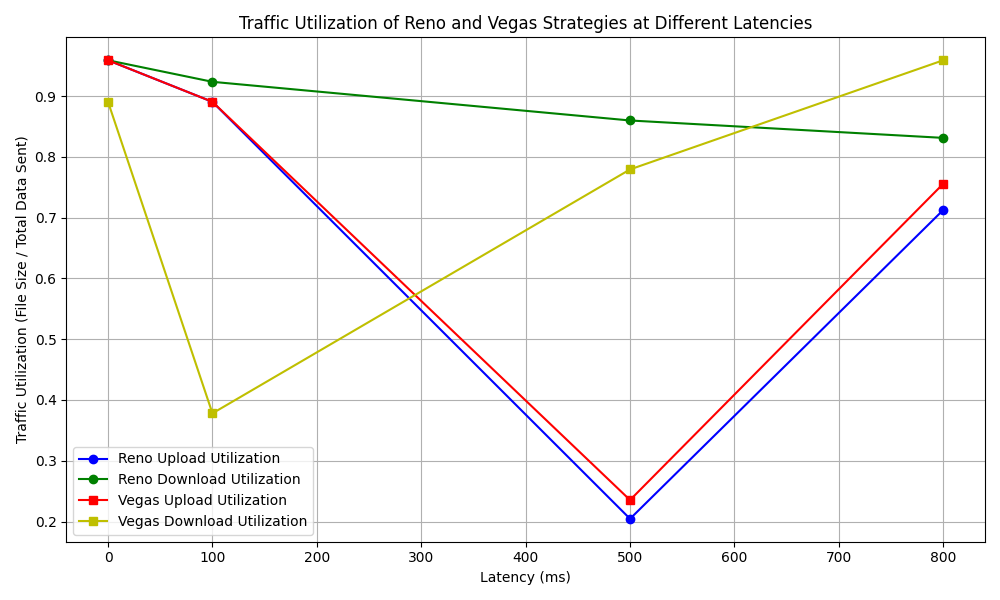 Traffic Utilization of Reno and Vegas Strategies at Different Latencies
Traffic Utilization (File Size / Total Data Sent)
0.9
0.8
0.7
0.6
0.5
0.4
0.3
0.2
Reno Upload Utilization
Reno Download Utilization
Vegas Upload Utilization
Vegas Download Utilization
0 100 200 300 400 500 600 700 800
Latency (ms)